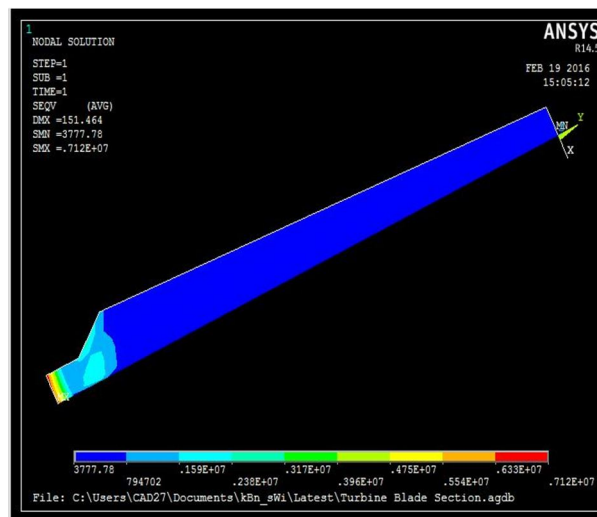 1
NODAL SOLUTION
STEP=1
SUB =1
TIME=1
SEQV (AVG)
DMX =151.464
SMN =3777.78
SMX =.712E+07
ANSYS
R14.5
FEB 19 2016
15:05:12
MN
Y
X
3777.78 .159E+07 .317E+07 .475E+07 .633E+07
794702 .238E+07 .396E+07 .554E+07 .712E+07
File: C:\Users\CAD27\Documents\kBn_sWi\Latest\Turbine Blade Section.agdb